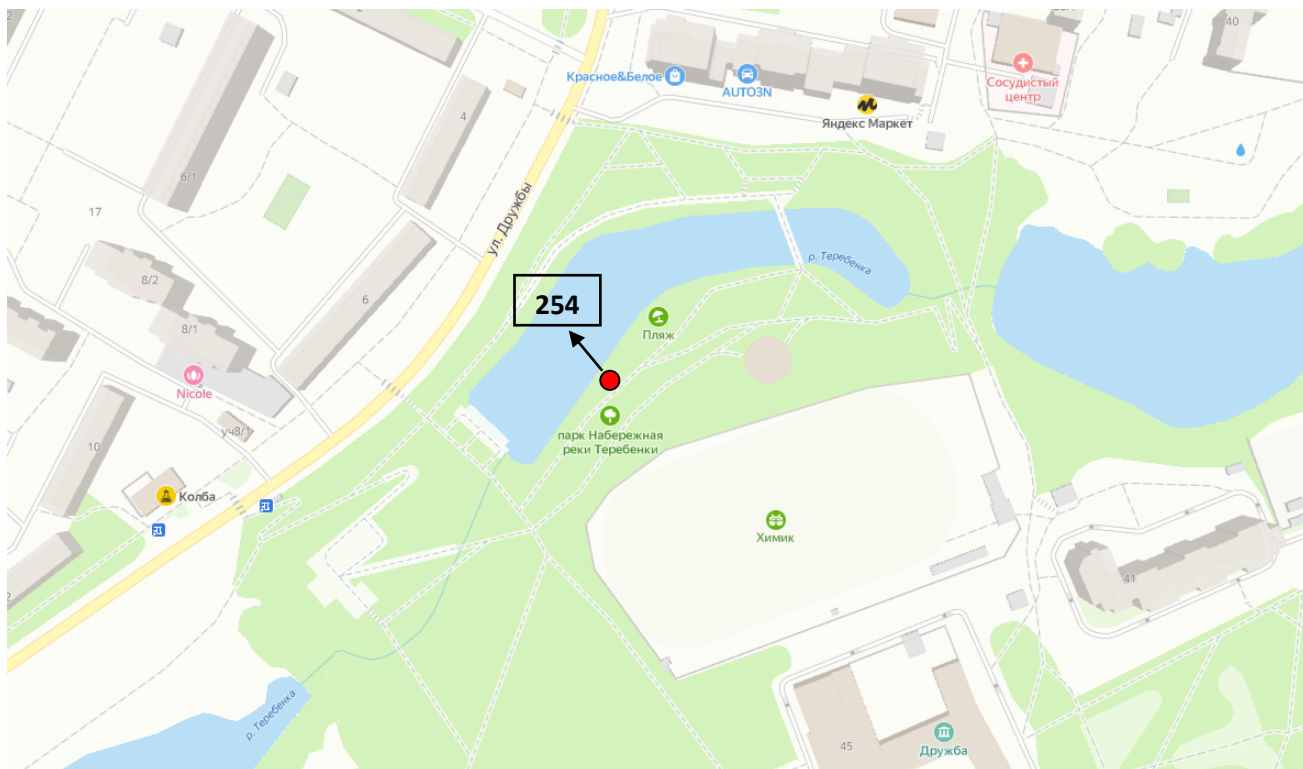 40
Красное&Белое
AUTO3N
Сосудистый
центр
4
Яндекс Маркет
6/1
17
ул. Дружбы
р. Теребенка
8/2
6
254
8/1
Пляж
Nicole
уч8/1
парк Набережная
реки Теребенки
10
Колба
Химик
41
р. Теребенка
45
Дружба